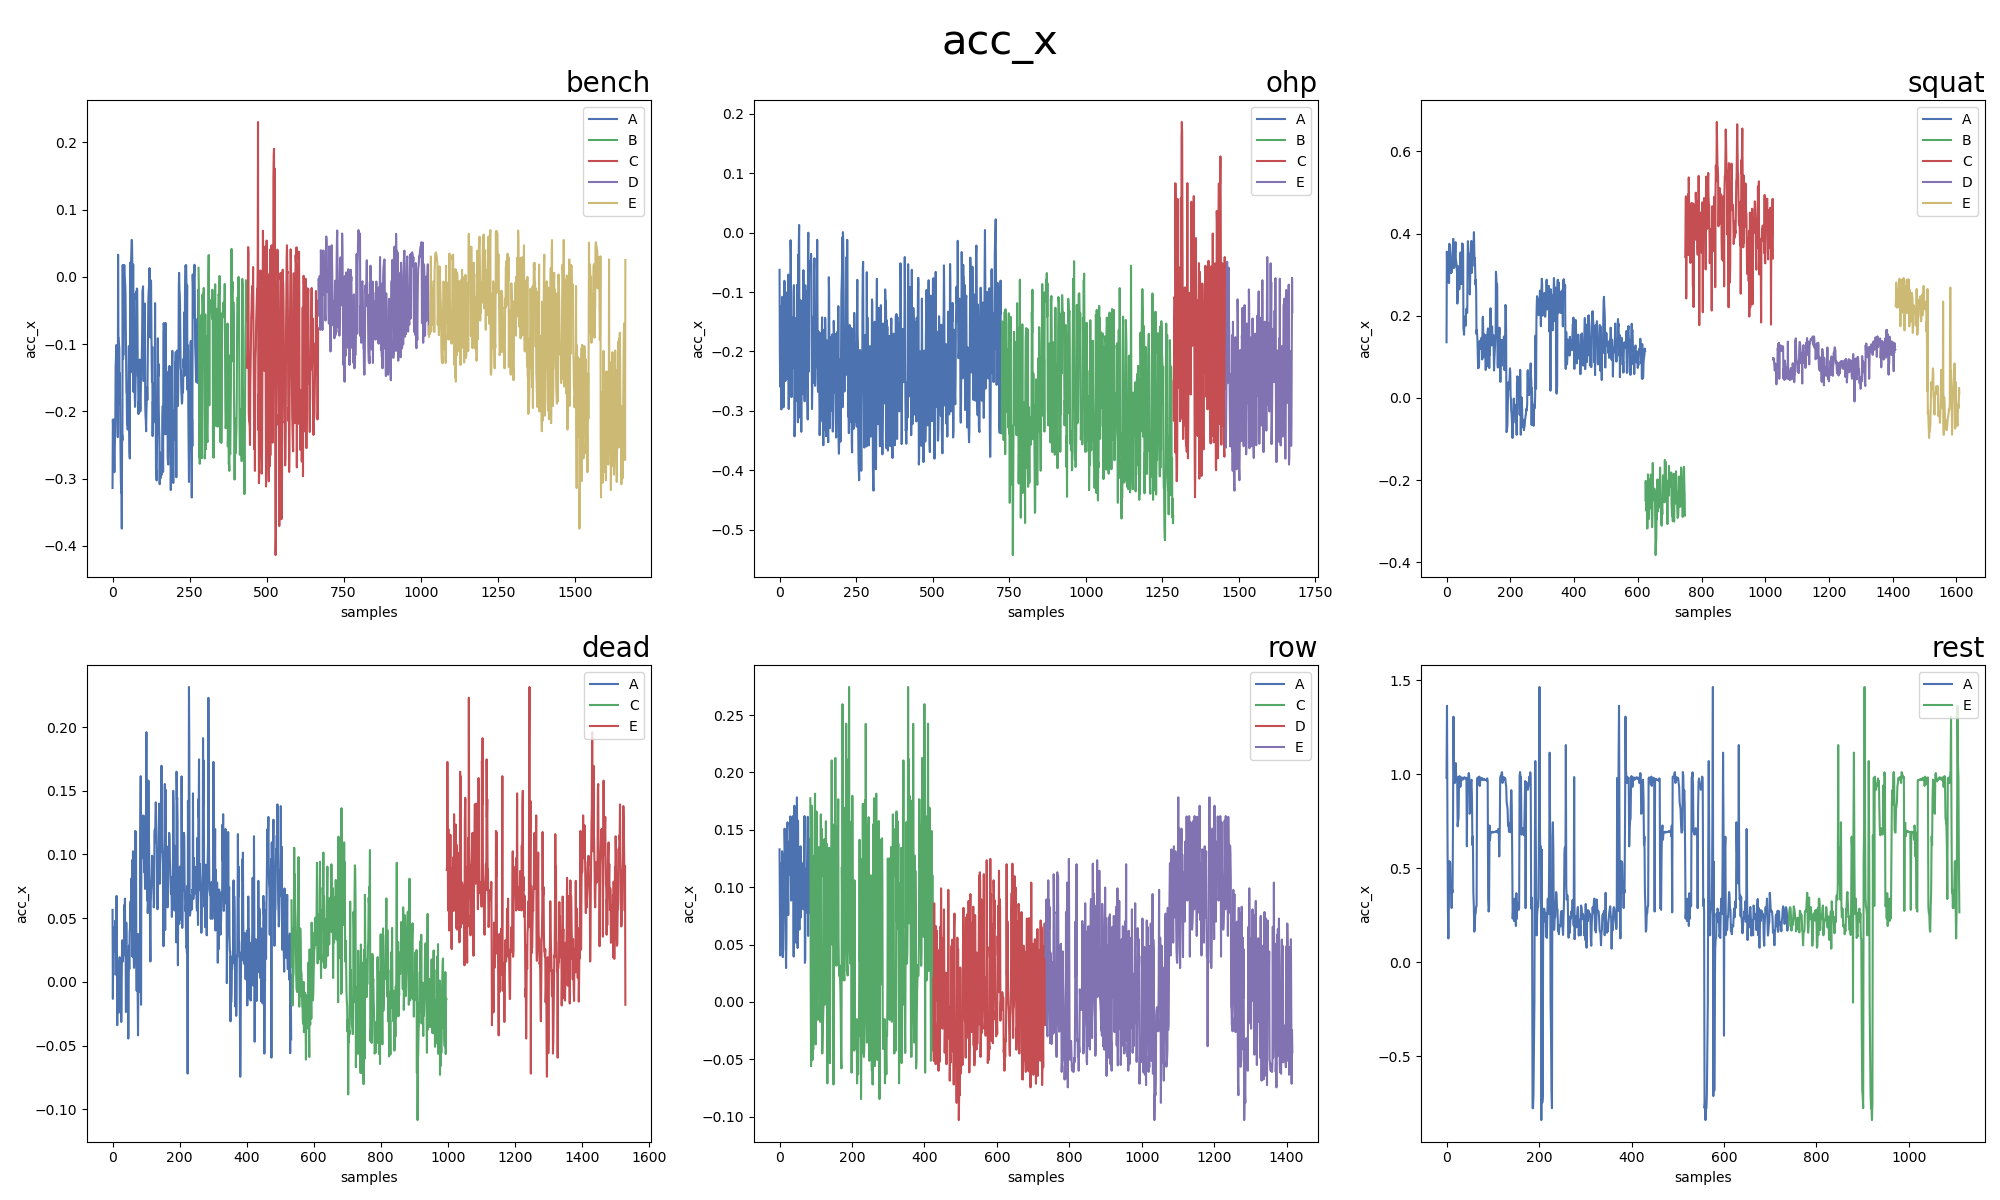 acc_x
bench
0.2
0.1
0.0
−0.1
−0.2
−0.3
−0.4
acc_x
0 250 500 750 1000 1250 1500
samples
A
B
C
D
E
ohp
0.2
0.1
0.0
−0.1
−0.2
−0.3
−0.4
−0.5
acc_x
0 250 500 750 1000 1250 1500 1750
samples
A
B
C
E
squat
0.6
0.4
0.2
0.0
−0.2
−0.4
acc_x
0 200 400 600 800 1000 1200 1400 1600
samples
A
B
C
D
E
dead
0.20
0.15
0.10
0.05
0.00
−0.05
−0.10
acc_x
0 200 400 600 800 1000 1200 1400 1600
samples
A
C
E
row
0.25
0.20
0.15
0.10
0.05
0.00
−0.05
−0.10
acc_x
0 200 400 600 800 1000 1200 1400
samples
A
C
D
E
rest
1.5
1.0
0.5
0.0
−0.5
acc_x
0 200 400 600 800 1000
samples
A
E